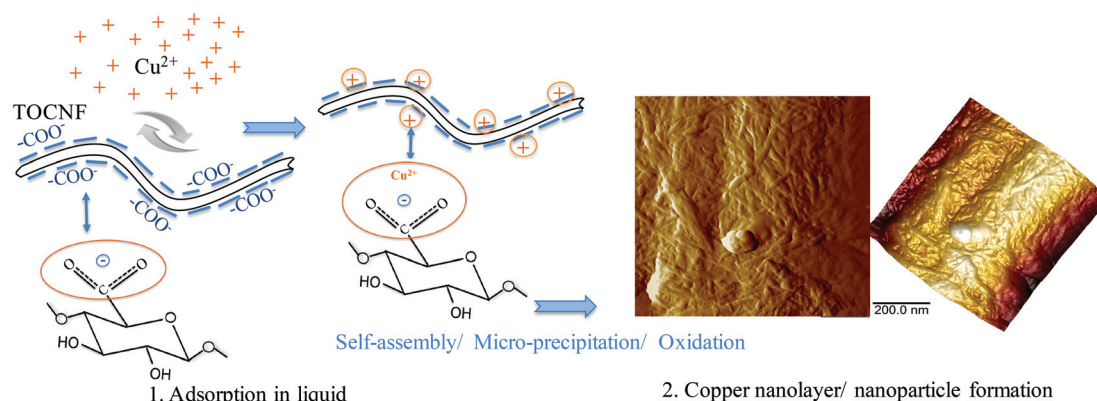 Cu²⁺
TOCNF
-COO⁻
-COO⁻
-COO⁻
-COO⁻
-COO⁻
-COO⁻
O
O
C
O
O
HO
OH
O
Cu²⁺
O
O
C
O
O
HO
OH
O
200.0 nm
Self-assembly/ Micro-precipitation/ Oxidation
1. Adsorption in liquid
2. Copper nanolayer/ nanoparticle formation